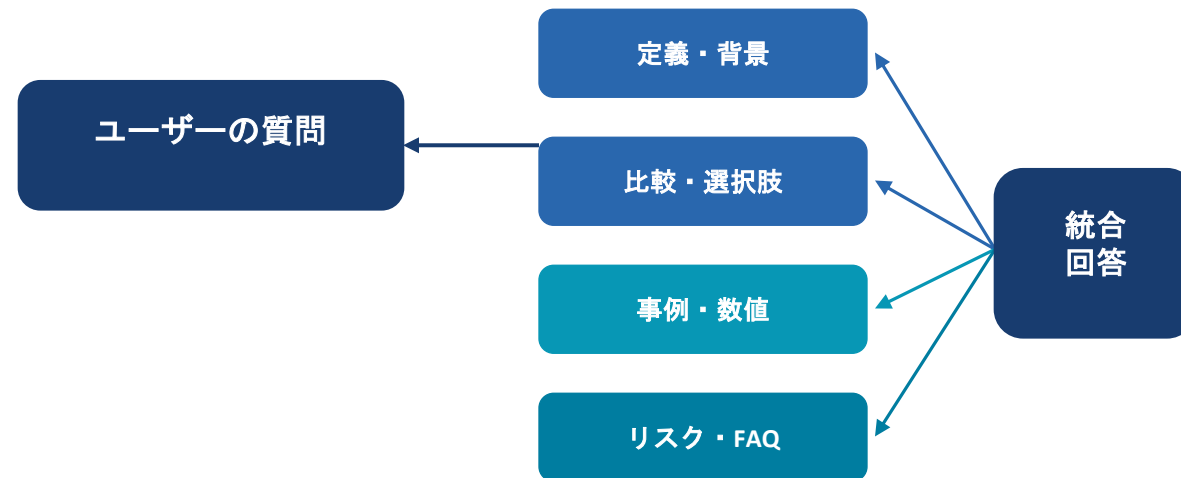 ユーザーの質問
定義・背景
比較・選択肢
事例・数値
リスク・FAQ
統合
回答